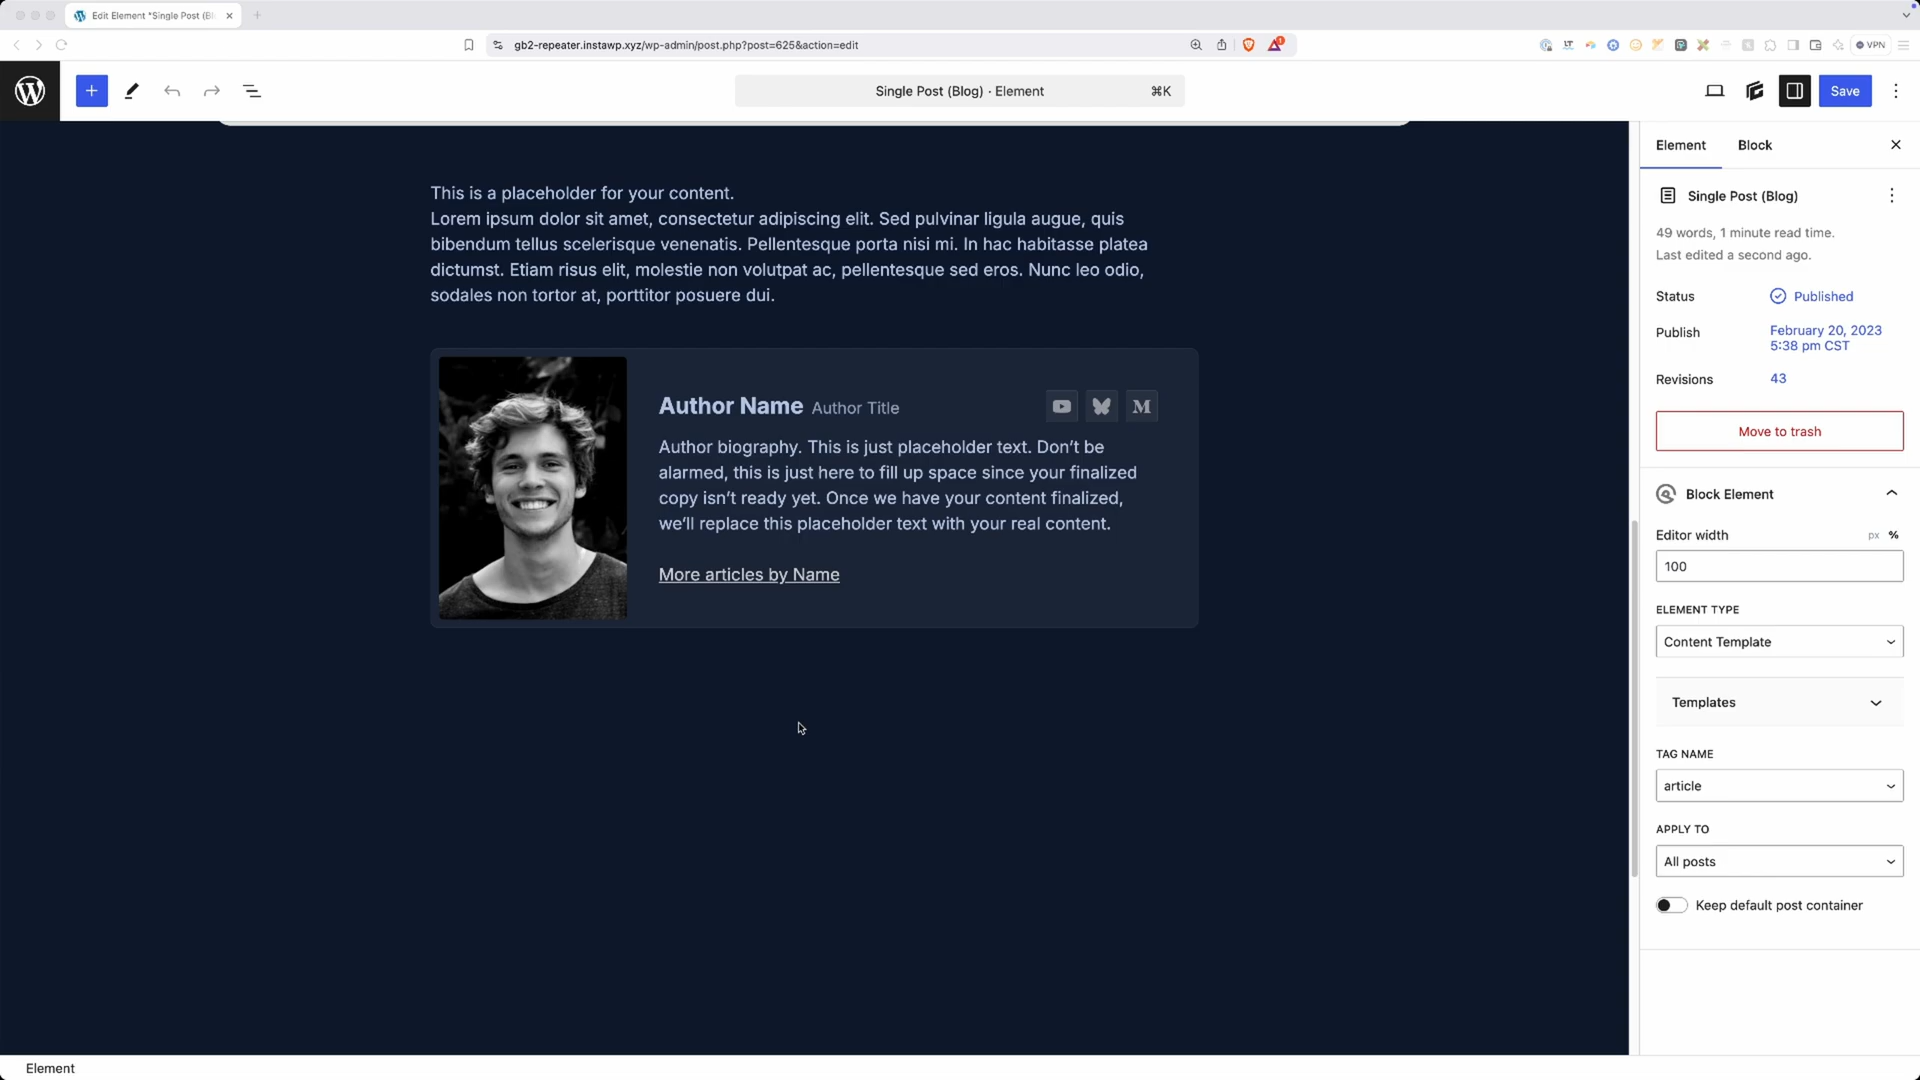 Edit Element "Single Post (Bl
gb2-repeater.instawp.xyz/wp-admin/post.php?post=625&action=edit
VPN
Single Post (Blog) · Element
⌘K
Save
This is a placeholder for your content.
Lorem ipsum dolor sit amet, consectetur adipiscing elit. Sed pulvinar ligula augue, quis
bibendum tellus scelerisque venenatis. Pellentesque porta nisi mi. In hac habitasse platea
dictumst. Etiam risus elit, molestie non volutpat ac, pellentesque sed eros. Nunc leo odio,
sodales non tortor at, porttitor posuere dui.
Author Name Author Title
Author biography. This is just placeholder text. Don’t be
alarmed, this is just here to fill up space since your finalized
copy isn’t ready yet. Once we have your content finalized,
we’ll replace this placeholder text with your real content.
More articles by Name
Element
Block
Single Post (Blog)
49 words, 1 minute read time.
Last edited a second ago.
Status
Published
Publish
February 20, 2023
5:38 pm CST
Revisions
43
Move to trash
Block Element
Editor width
px %
100
ELEMENT TYPE
Content Template
Templates
TAG NAME
article
APPLY TO
All posts
Keep default post container
Element